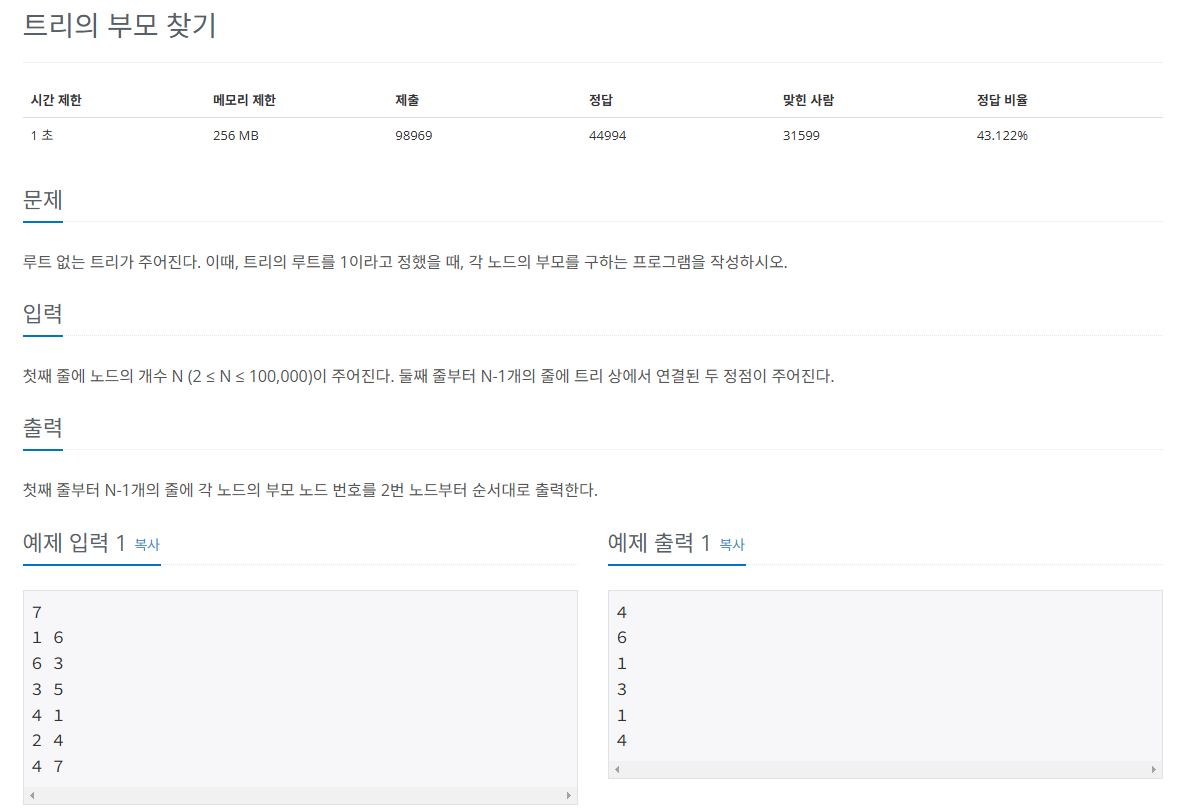 트리의 부모 찾기
시간 제한 메모리 제한 제출 정답 맞힌 사람 정답 비율
1 초 256 MB 98969 44994 31599 43.122%
문제
루트 없는 트리가 주어진다. 이때, 트리의 루트를 1이라고 정했을 때, 각 노드의 부모를 구하는 프로그램을 작성하시오.
입력
첫째 줄에 노드의 개수 N (2 ≤ N ≤ 100,000)이 주어진다. 둘째 줄부터 N-1개의 줄에 트리 상에서 연결된 두 정점이 주어진다.
출력
첫째 줄부터 N-1개의 줄에 각 노드의 부모 노드 번호를 2번 노드부터 순서대로 출력한다.
예제 입력 1 복사
7
1 6
6 3
3 5
4 1
2 4
4 7
예제 출력 1 복사
4
6
1
3
1
4